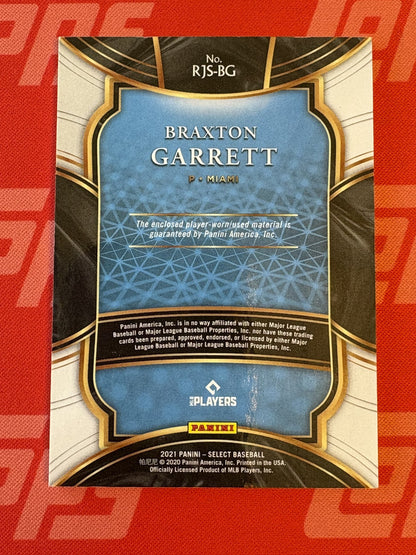 No.
RJS-BG
BRAXTON
GARRETT
P • MIAMI
The enclosed player-worn/used material is
guaranteed by Panini America, Inc.
Panini America, Inc. is in no way affiliated with either Major League
Baseball or Major League Baseball Properties, Inc. nor have these trading
cards been prepared, approved, endorsed, or licensed by either Major
League Baseball or Major League Baseball Properties, Inc.
MLB PLAYERS
PANINI
2021 PANINI – SELECT BASEBALL
帕尼尼 © 2020 Panini America, Inc. Printed in the USA.
Officially Licensed Product of MLB Players, Inc.